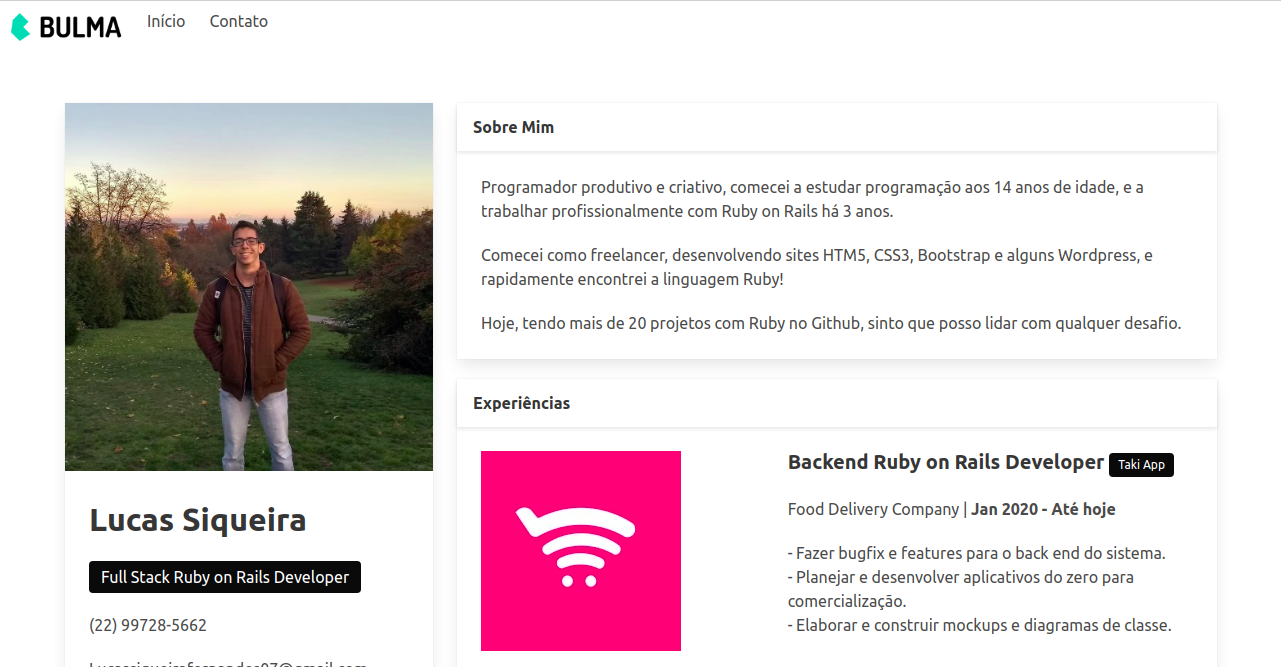 BULMA
Início
Contato
Lucas Siqueira
Full Stack Ruby on Rails Developer
(22) 99728-5662
Sobre Mim
Programador produtivo e criativo, comecei a estudar programação aos 14 anos de idade, e a
trabalhar profissionalmente com Ruby on Rails há 3 anos.
Comecei como freelancer, desenvolvendo sites HTM5, CSS3, Bootstrap e alguns Wordpress, e
rapidamente encontrei a linguagem Ruby!
Hoje, tendo mais de 20 projetos com Ruby no Github, sinto que posso lidar com qualquer desafio.
Experiências
Backend Ruby on Rails Developer Taki App
Food Delivery Company | Jan 2020 - Até hoje
- Fazer bugfix e features para o back end do sistema.
- Planejar e desenvolver aplicativos do zero para
comercialização.
- Elaborar e construir mockups e diagramas de classe.